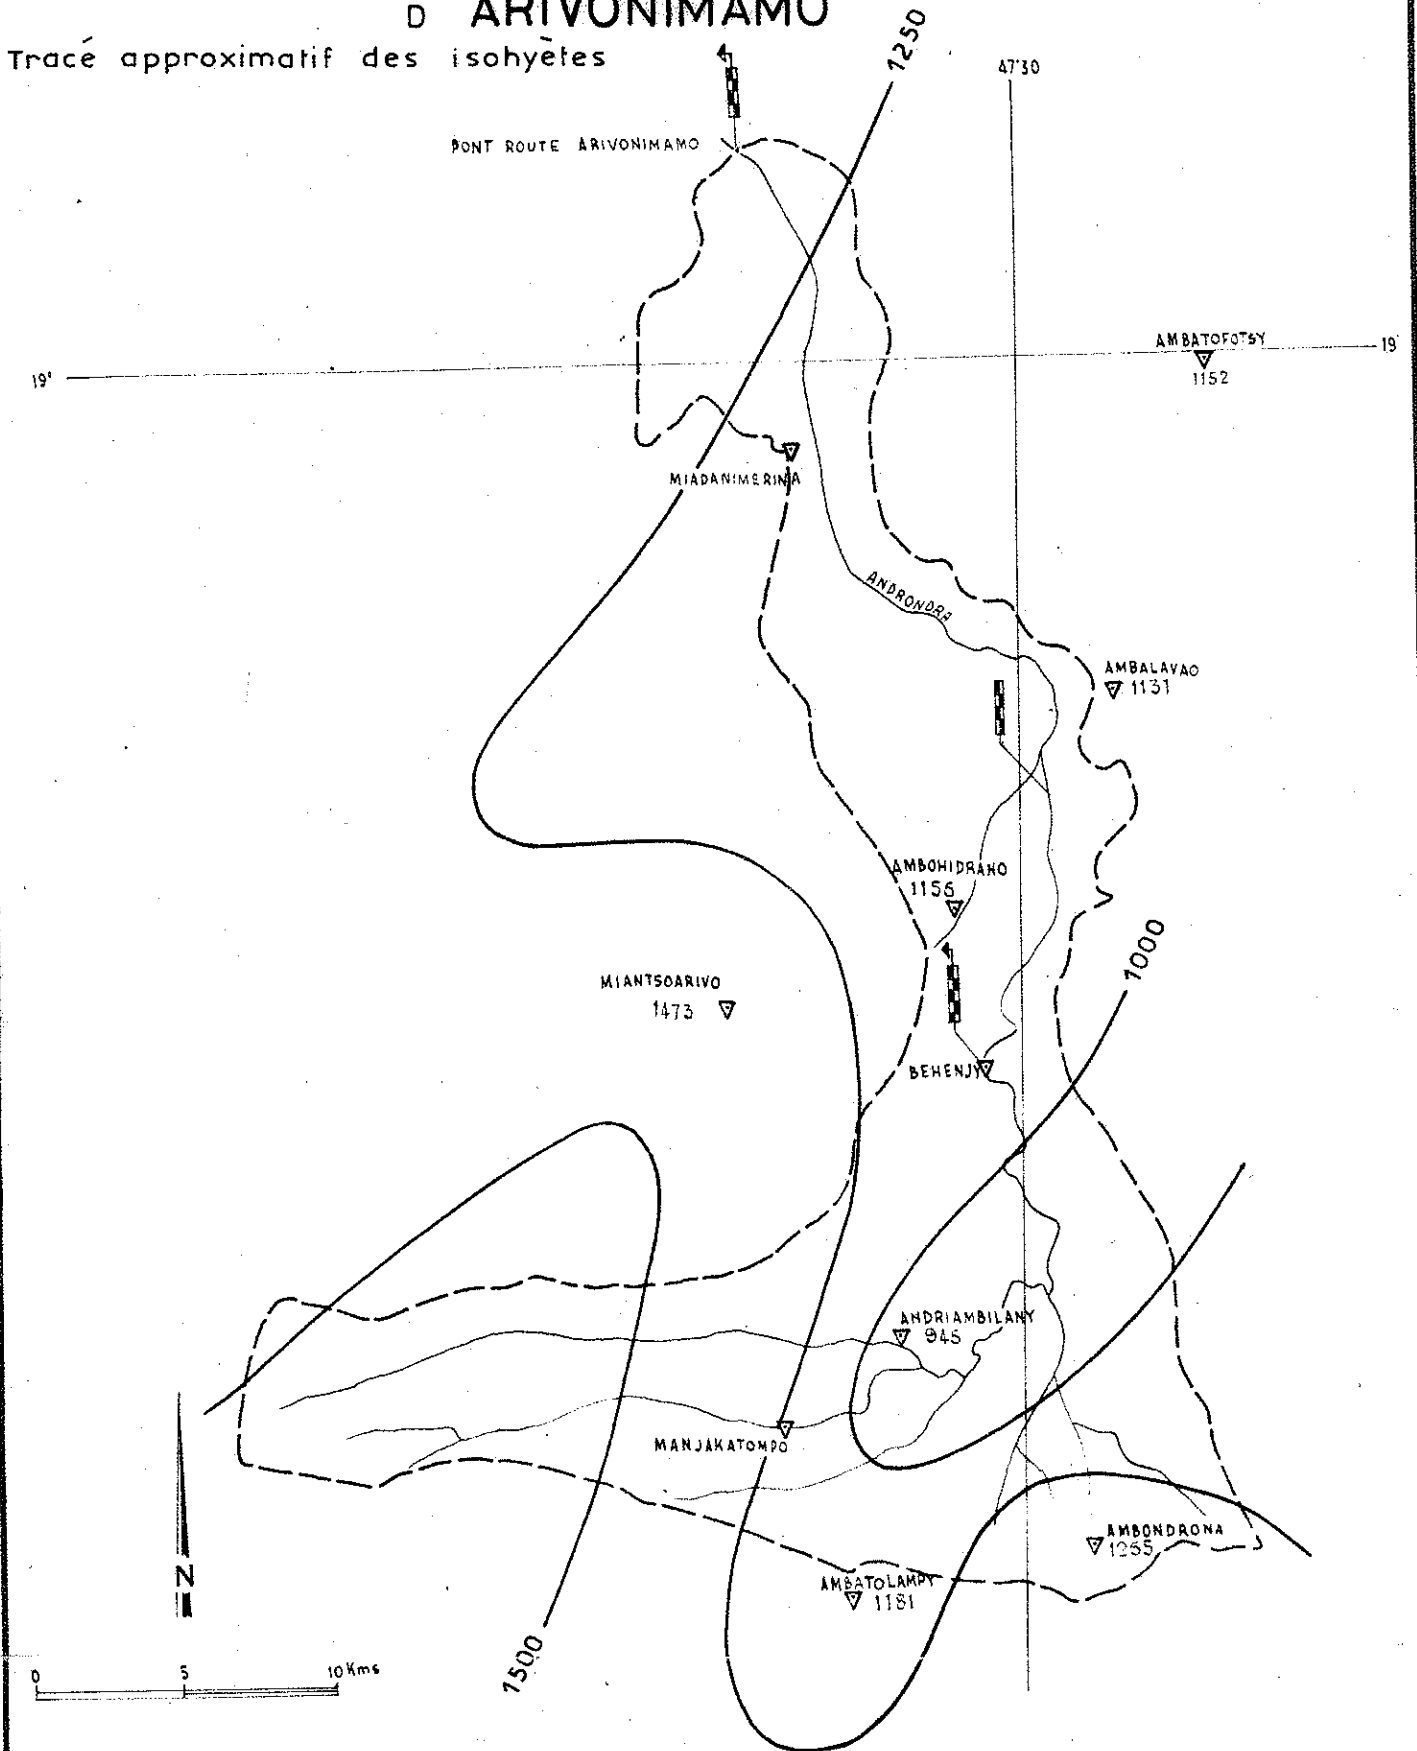 D ARIVONIMAMO
Tracé approximatif des isohyètes
1250
47°30
PONT ROUTE ARIVONIMAMO
AMBATOFOTSY
19°
19°
1152
MIADANIMERINA
ANDRONDRA
AMBALAVAO
1131
AMBOHIDRANO
1156
1000
MIANTSOARIVO
1473
BEHENJY
ANDRIAMBILANY
945
MANJAKATOMPO
AMBONDRONA
1265
N
AMBATOLAMPY
1181
1500
0 5 10 Kms